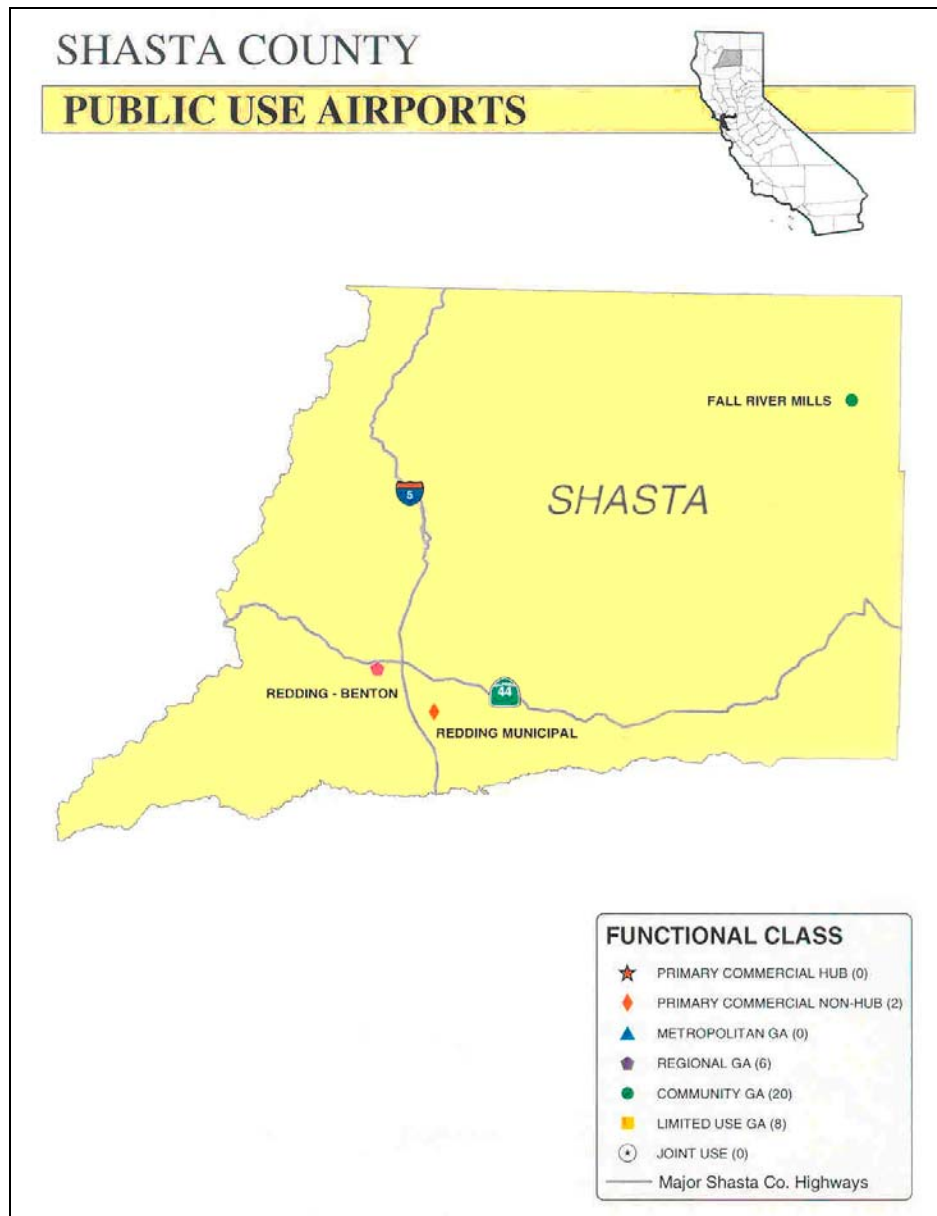 SHASTA COUNTY
PUBLIC USE AIRPORTS
FALL RIVER MILLS
5
SHASTA
REDDING - BENTON
44
REDDING MUNICIPAL
FUNCTIONAL CLASS
PRIMARY COMMERCIAL HUB (0)
PRIMARY COMMERCIAL NON-HUB (2)
METROPOLITAN GA (0)
REGIONAL GA (6)
COMMUNITY GA (20)
LIMITED USE GA (8)
JOINT USE (0)
Major Shasta Co. Highways